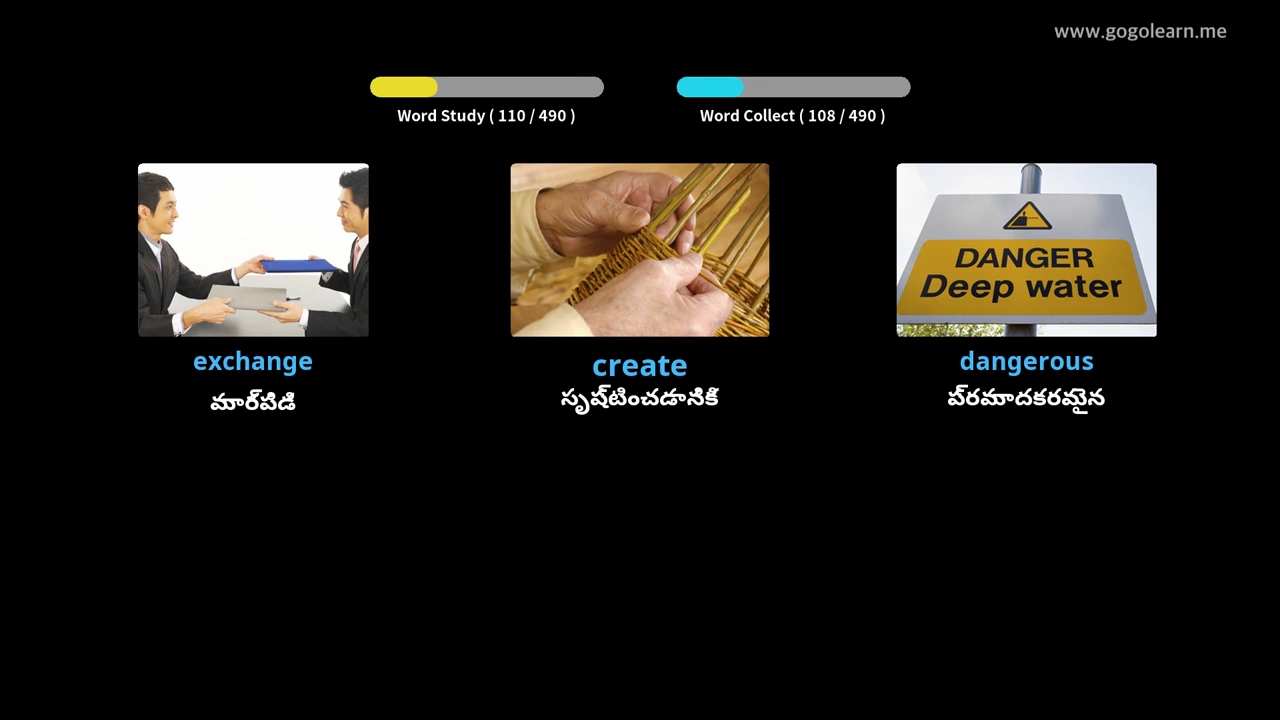 www.gogolearn.me
Word Study ( 110 / 490 )
Word Collect ( 108 / 490 )
DANGER
Deep water
exchange
create
dangerous
మార్పిడి
సృష్టించడానికి
ప్రమాదకరమైన